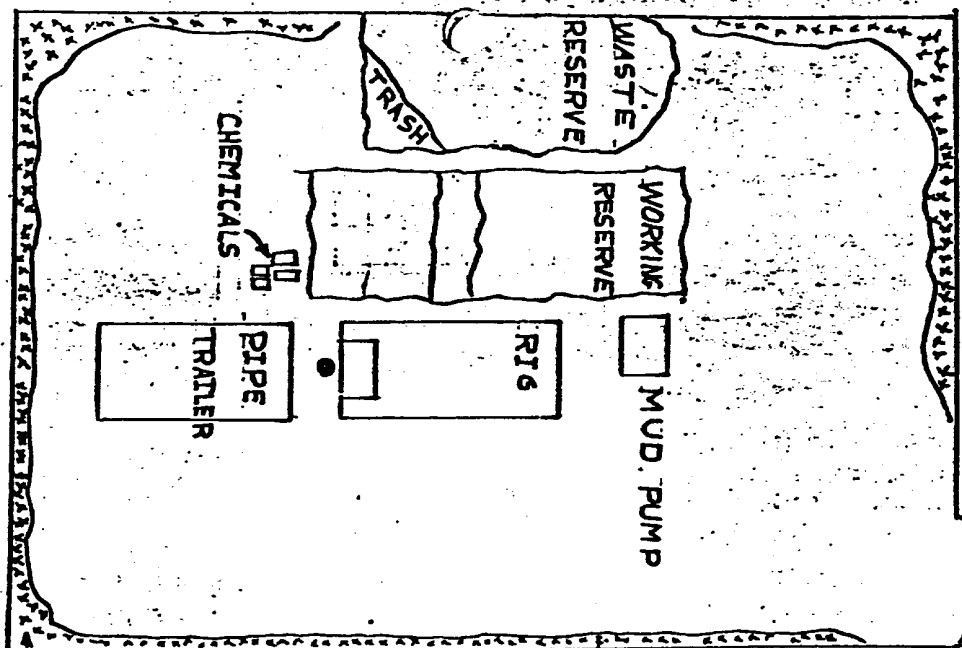 WASTE
RESERVE
WORKING
RESERVE
MUD PUMP
RIG
TRASH
CHEMICALS
PIPE
TRAILER